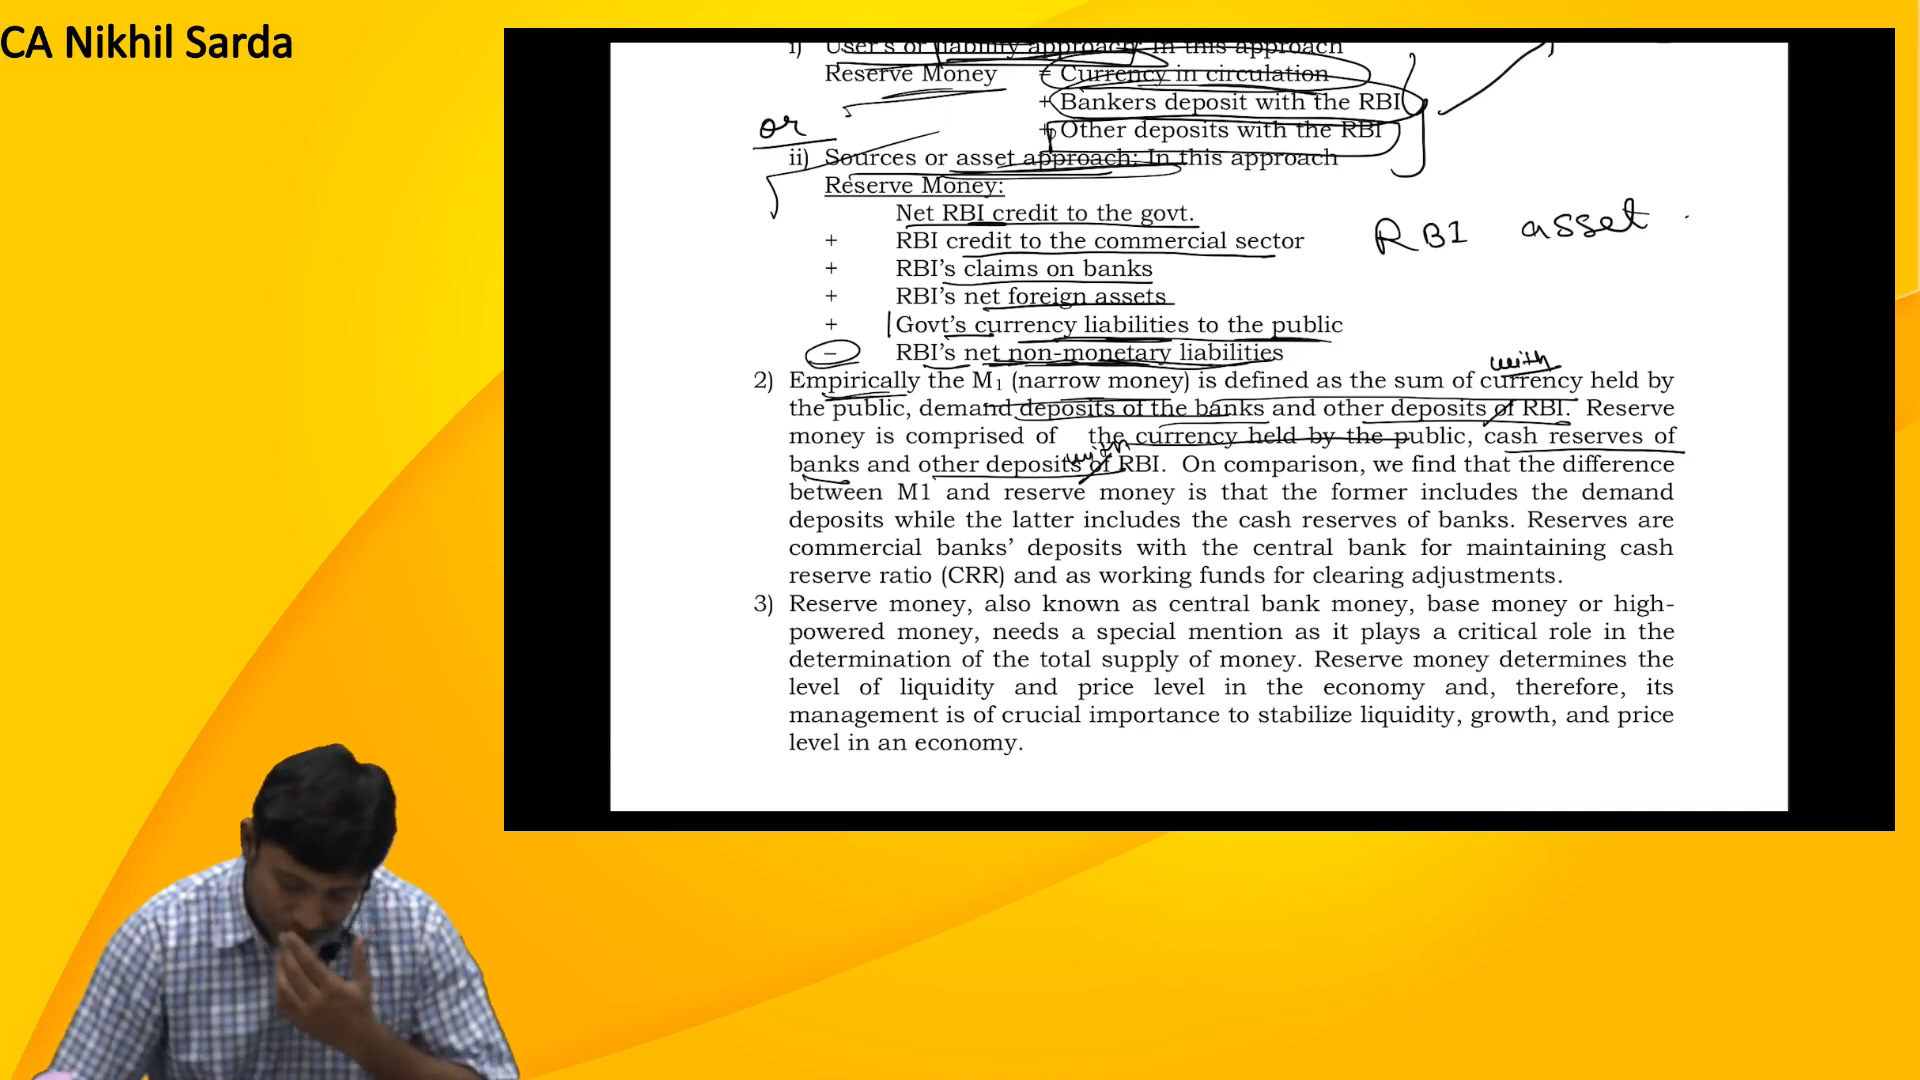 CA Nikhil Sarda
i) User's or liability approach: In this approach
Reserve Money = Currency in circulation
+ Bankers deposit with the RBI
or
+ Other deposits with the RBI
ii) Sources or asset approach: In this approach
Reserve Money:
Net RBI credit to the govt.
RBI asset
+ RBI credit to the commercial sector
+ RBI's claims on banks
+ RBI's net foreign assets
+ Govt's currency liabilities to the public
- RBI's net non-monetary liabilities
with
2) Empirically the M1 (narrow money) is defined as the sum of currency held by
the public, demand deposits of the banks and other deposits of RBI. Reserve
money is comprised of the currency held by the public, cash reserves of
with
banks and other deposits of RBI. On comparison, we find that the difference
between M1 and reserve money is that the former includes the demand
deposits while the latter includes the cash reserves of banks. Reserves are
commercial banks' deposits with the central bank for maintaining cash
reserve ratio (CRR) and as working funds for clearing adjustments.
3) Reserve money, also known as central bank money, base money or high-
powered money, needs a special mention as it plays a critical role in the
determination of the total supply of money. Reserve money determines the
level of liquidity and price level in the economy and, therefore, its
management is of crucial importance to stabilize liquidity, growth, and price
level in an economy.